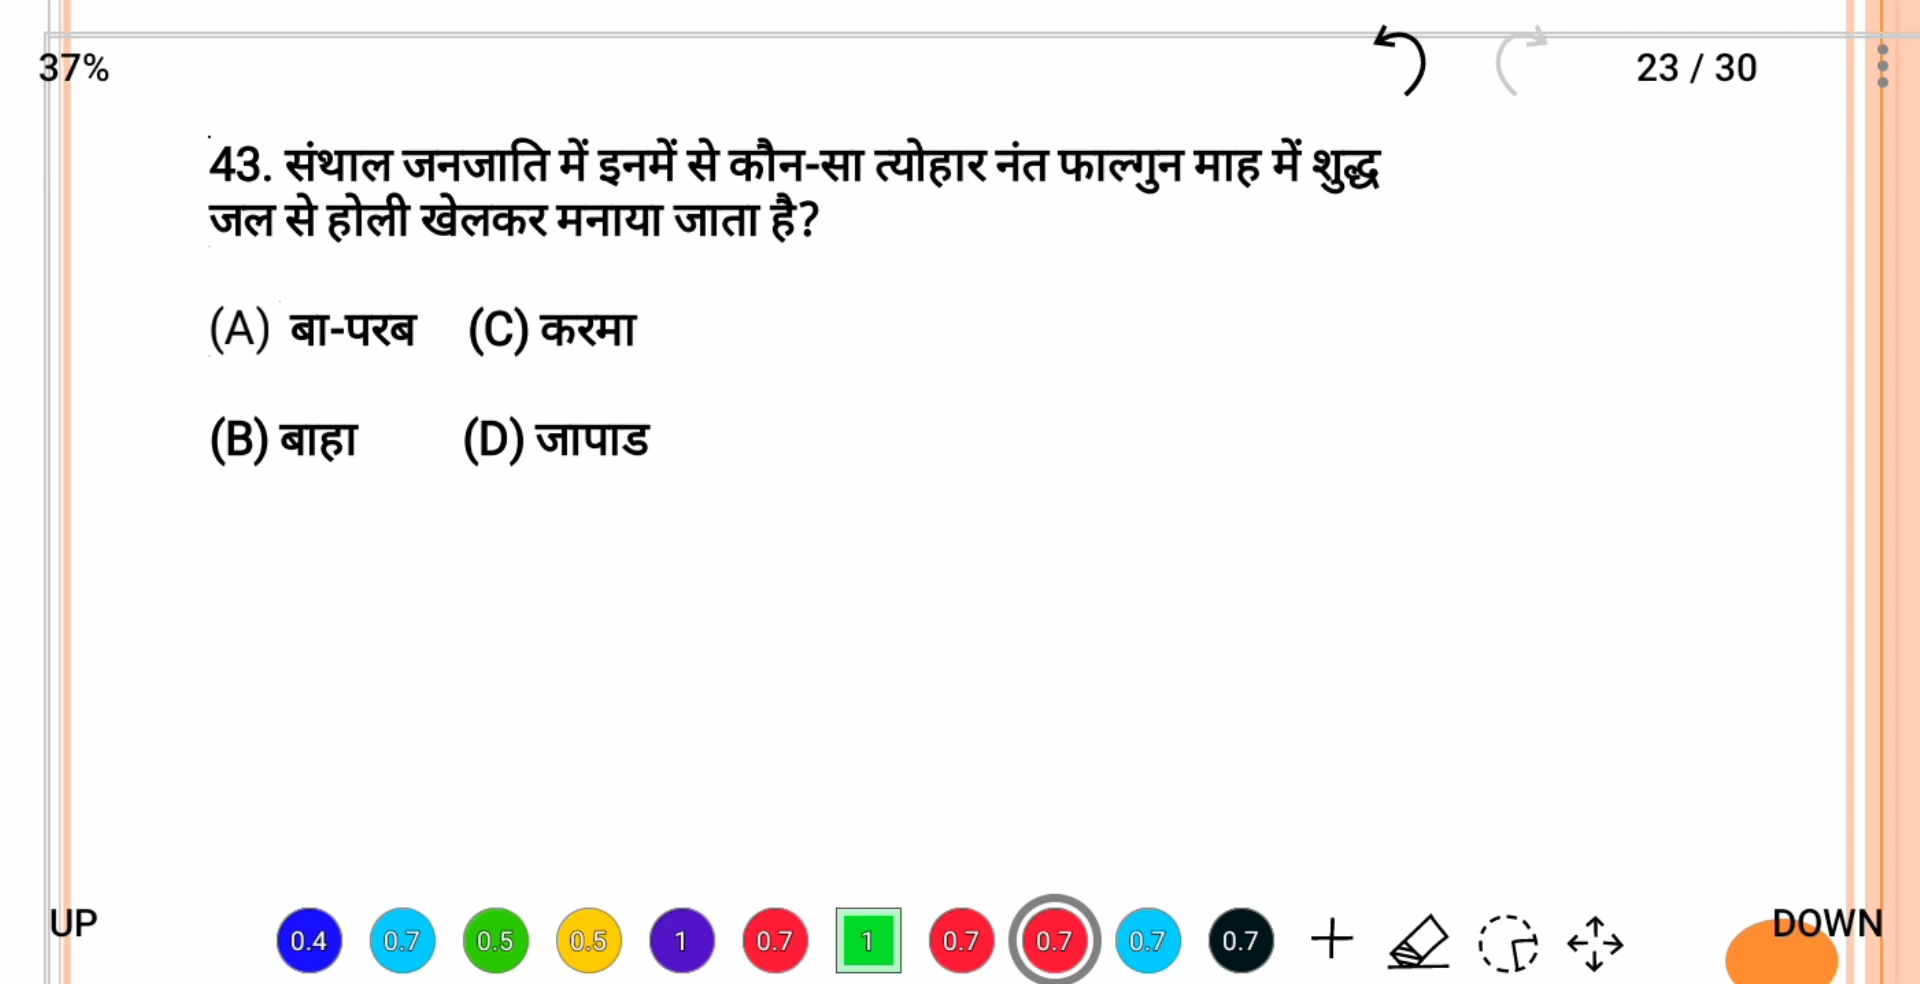 37%
23 / 30
43. संथाल जनजाति में इनमें से कौन-सा त्योहार नंत फाल्गुन माह में शुद्ध
जल से होली खेलकर मनाया जाता है?
(A) बा-परब (C) करमा
(B) बाहा (D) जापाड
UP
0.4 0.7 0.5 0.5 1 0.7 1 0.7 0.7 0.7 0.7
DOWN